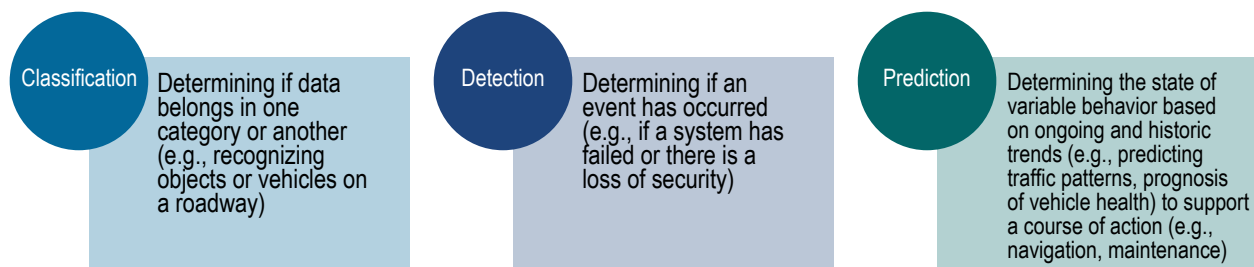 Classification
Determining if data
belongs in one
category or another
(e.g., recognizing
objects or vehicles on
a roadway)
Detection
Determining if an
event has occurred
(e.g., if a system has
failed or there is a
loss of security)
Prediction
Determining the state of
variable behavior based
on ongoing and historic
trends (e.g., predicting
traffic patterns, prognosis
of vehicle health) to support
a course of action (e.g.,
navigation, maintenance)